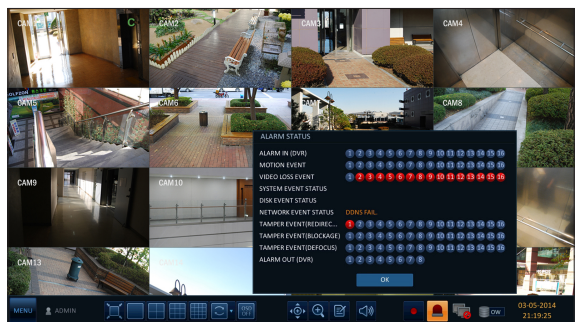 CAM1
C
CAM2
CAM3
CAM4
CAM5
CAM6
CAM7
CAM8
CAM9
CAM10
CAM13
ALARM STATUS
ALARM IN (DVR) 1 2 3 4 5 6 7 8 9 10 11 12 13 14 15 16
MOTION EVENT 1 2 3 4 5 6 7 8 9 10 11 12 13 14 15 16
VIDEO LOSS EVENT 1 2 3 4 5 6 7 8 9 10 11 12 13 14 15 16
SYSTEM EVENT STATUS
DISK EVENT STATUS
NETWORK EVENT STATUS DDNS FAIL.
TAMPER EVENT(REDIREC... 1 2 3 4 5 6 7 8 9 10 11 12 13 14 15 16
TAMPER EVENT(BLOCKAGE) 1 2 3 4 5 6 7 8 9 10 11 12 13 14 15 16
TAMPER EVENT(DEFOCUS) 1 2 3 4 5 6 7 8 9 10 11 12 13 14 15 16
ALARM OUT (DVR) 1 2 3 4 5 6 7 8
OK
MENU ADMIN OSD OFF OW 03-05-2014
21:19:25